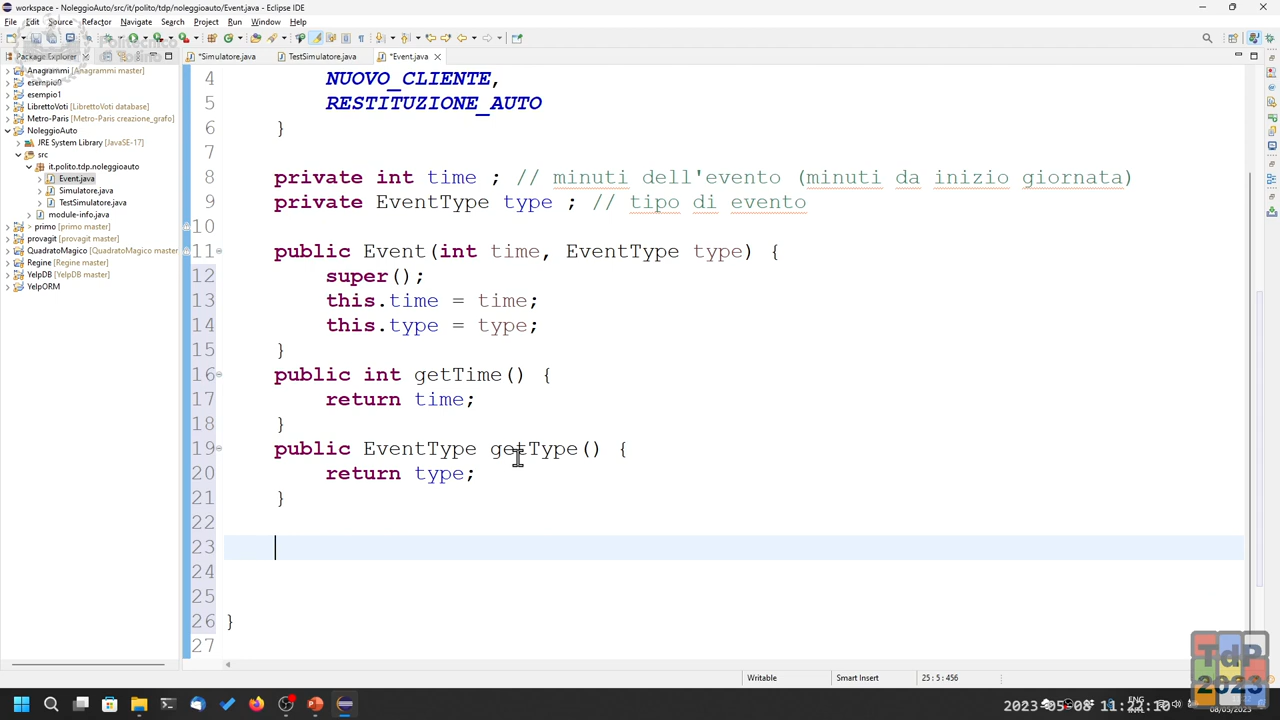 workspace - NoleggioAuto/src/it/polito/tdp/noleggioauto/Event.java - Eclipse IDE
File Edit Source Refactor Navigate Search Project Run Window Help
Politecnico
Package Explorer
*Simulatore.java TestSimulatore.java *Event.java
Anagrammi [Anagrammi master]
esempio0
esempio1
LibrettoVoti [LibrettoVoti database]
Metro-Paris [Metro-Paris creazione_grafo]
NoleggioAuto
JRE System Library [JavaSE-17]
src
it.polito.tdp.noleggioauto
Event.java
Simulatore.java
TestSimulatore.java
module-info.java
> primo [primo master]
provagit [provagit master]
QuadratoMagico [QuadratoMagico master]
Regine [Regine master]
YelpDB [YelpDB master]
YelpORM
4 NUOVO_CLIENTE,
5 RESTITUZIONE_AUTO
6 }
7
8 private int time ; // minuti dell'evento (minuti da inizio giornata)
9 private EventType type ; // tipo di evento
10
11 public Event(int time, EventType type) {
12 super();
13 this.time = time;
14 this.type = type;
15 }
16 public int getTime() {
17 return time;
18 }
19 public EventType getType() {
20 return type;
21 }
22
23
24
25
26 }
27
Writable Smart Insert 25 : 5 : 456
TdP
2023
ENG
INTL